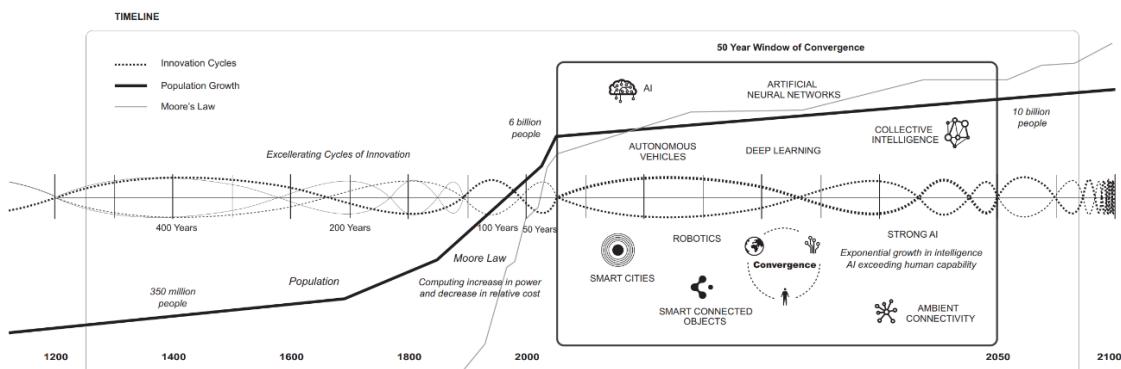 TIMELINE
50 Year Window of Convergence
Innovation Cycles
Population Growth
Moore's Law
AI
ARTIFICIAL
NEURAL NETWORKS
6 billion
people
10 billion
people
COLLECTIVE
INTELLIGENCE
AUTONOMOUS
VEHICLES
DEEP LEARNING
Excellerating Cycles of Innovation
400 Years
200 Years
100 Years
50 Years
ROBOTICS
STRONG AI
Exponential growth in intelligence
AI exceeding human capability
Convergence
SMART CITIES
Moore Law
Computing increase in power
and decrease in relative cost
Population
350 million
people
SMART CONNECTED
OBJECTS
AMBIENT
CONNECTIVITY
1200
1400
1600
1800
2000
2050
2100